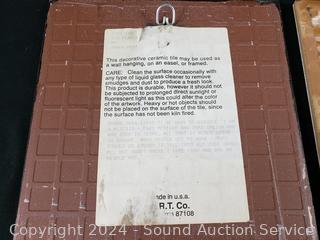 This decorative ceramic tile may be used as
a wall hanging, on an easel, or framed.
CARE: Clean the surface occasionally with
any type of liquid glass cleaner to remove
smudges and dust to produce a fresh look.
This product is durable, however it should not
be subjected to prolonged direct sunlight or
fluorescent light as this could alter the color
of the artwork. Heavy or hot objects should
not be placed on the surface of the tile, since
the surface has not been kiln fired.
de in u.s.a.
R.T. Co.
87108
Copyright 2024 - Sound Auction Service